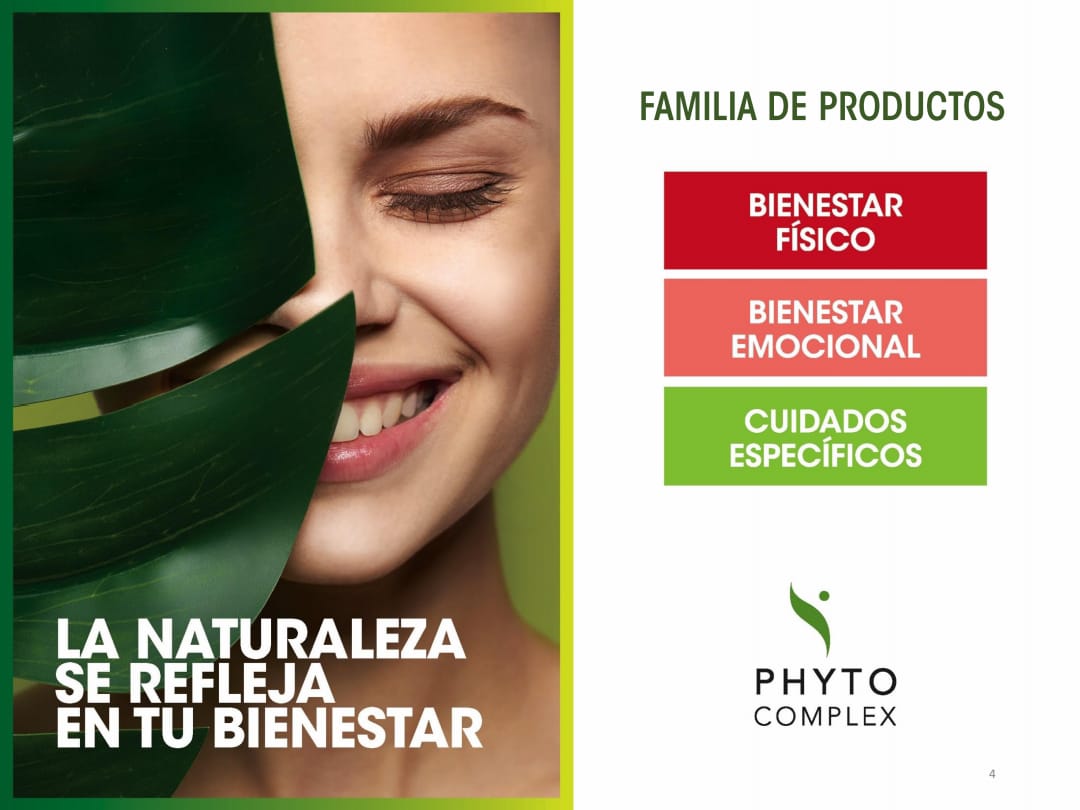 LA NATURALEZA
SE REFLEJA
EN TU BIENESTAR
FAMILIA DE PRODUCTOS
BIENESTAR
FÍSICO
BIENESTAR
EMOCIONAL
CUIDADOS
ESPECÍFICOS
PHYTO
COMPLEX
4